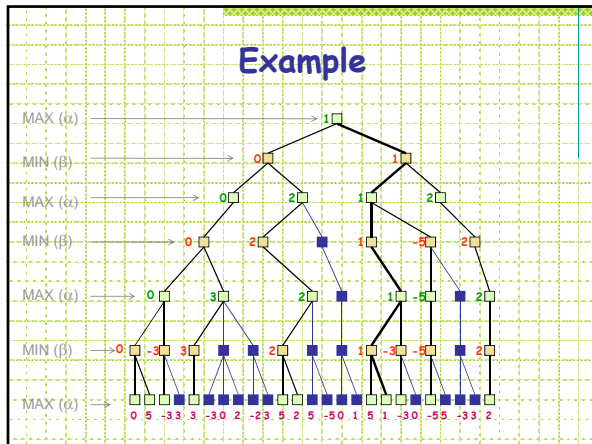 Example
MAX (α) 1
MIN (β) 0 1
MAX (α) 0 2 1 2
MIN (β) 0 2 1 -5 2
MAX (α) 0 3 2 1 -5 2
MIN (β) 0 -3 3 2 1 -3 -5 2
MAX (α)
0 5 -3 3 3 -3 0 2 -2 3 5 2 5 -5 0 1 5 1 -3 0 -5 5 -3 3 2